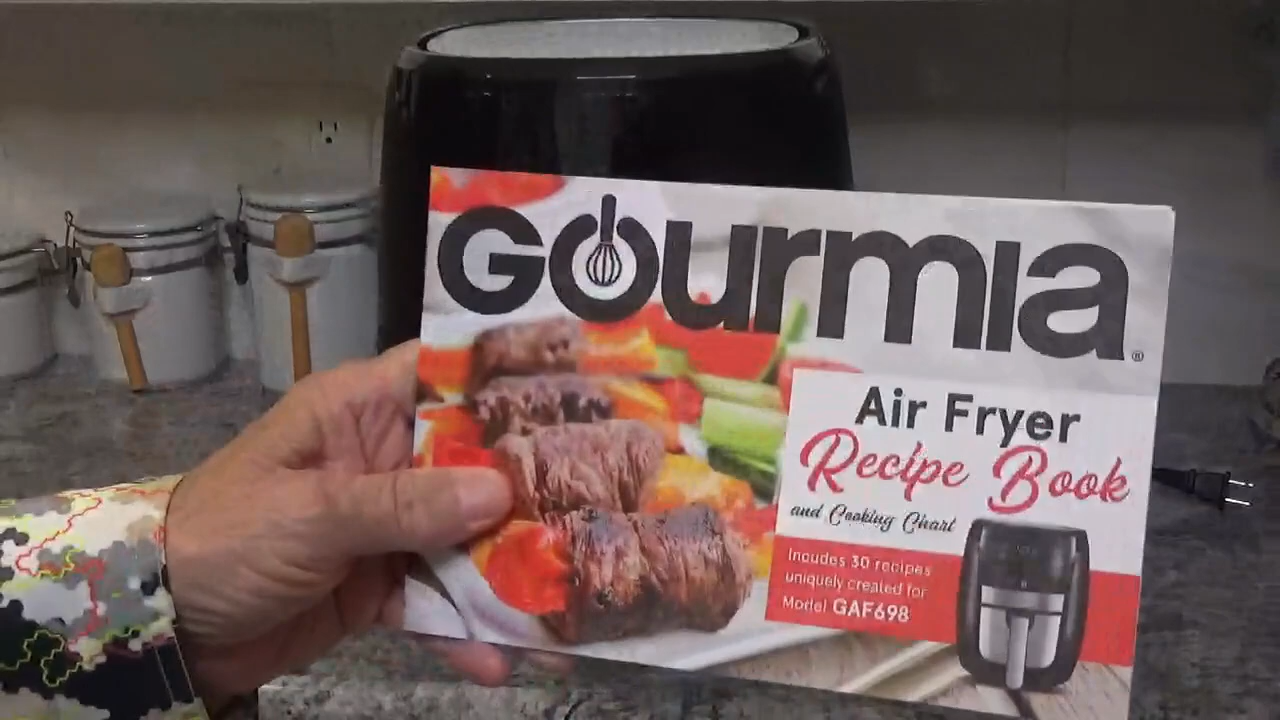 Gourmia®
Air Fryer
Recipe Book
and Cooking Chart
Includes 30 recipes
uniquely created for
Model GAF698